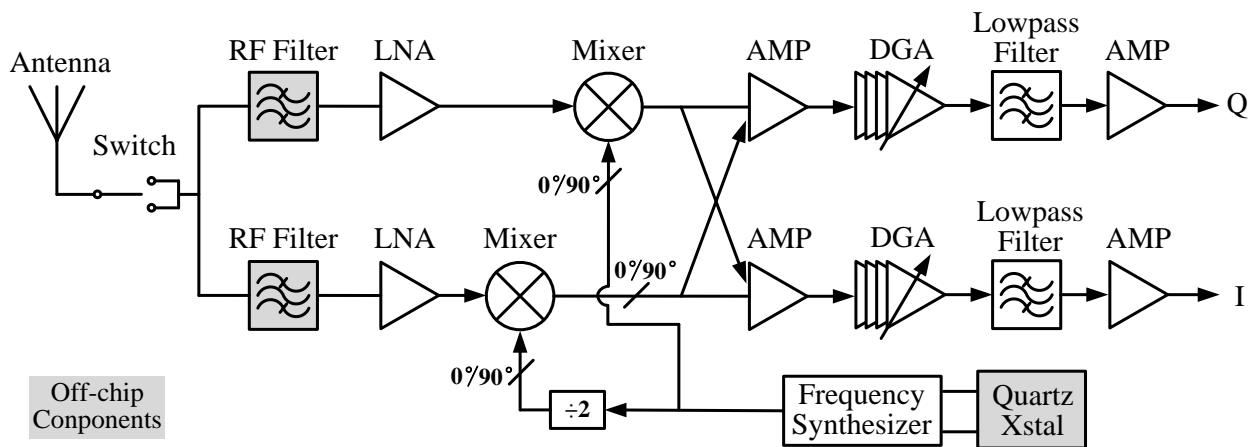 RF Filter
LNA
Mixer
AMP
DGA
Lowpass
Filter
AMP
Antenna
Q
Switch
0°/90°
RF Filter
LNA
Mixer
0°/90°
AMP
DGA
Lowpass
Filter
AMP
I
0°/90°
Off-chip
Components
÷2
Frequency
Synthesizer
Quartz
Xstal